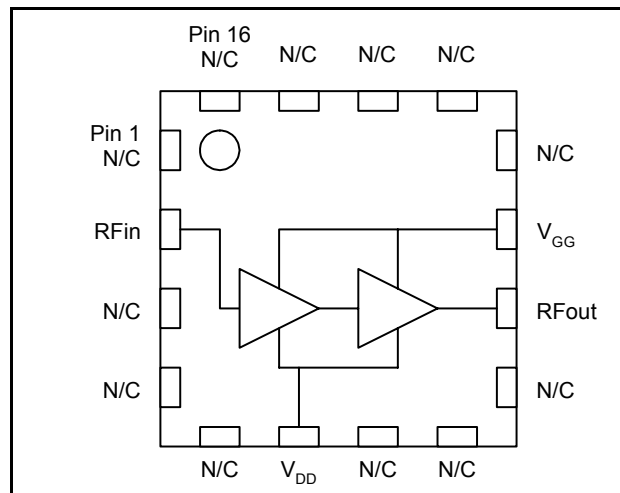 Pin 16
N/C N/C N/C N/C
Pin 1
N/C N/C
RFin V_GG
N/C RFout
N/C N/C
N/C V_DD N/C N/C